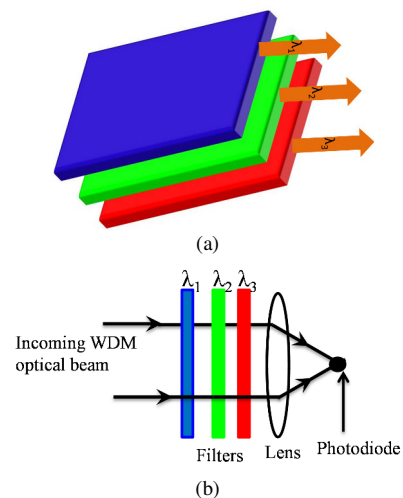 λ1
λ2
λ3
(a)
λ1 λ2 λ3
Incoming WDM
optical beam
Filters Lens
Photodiode
(b)